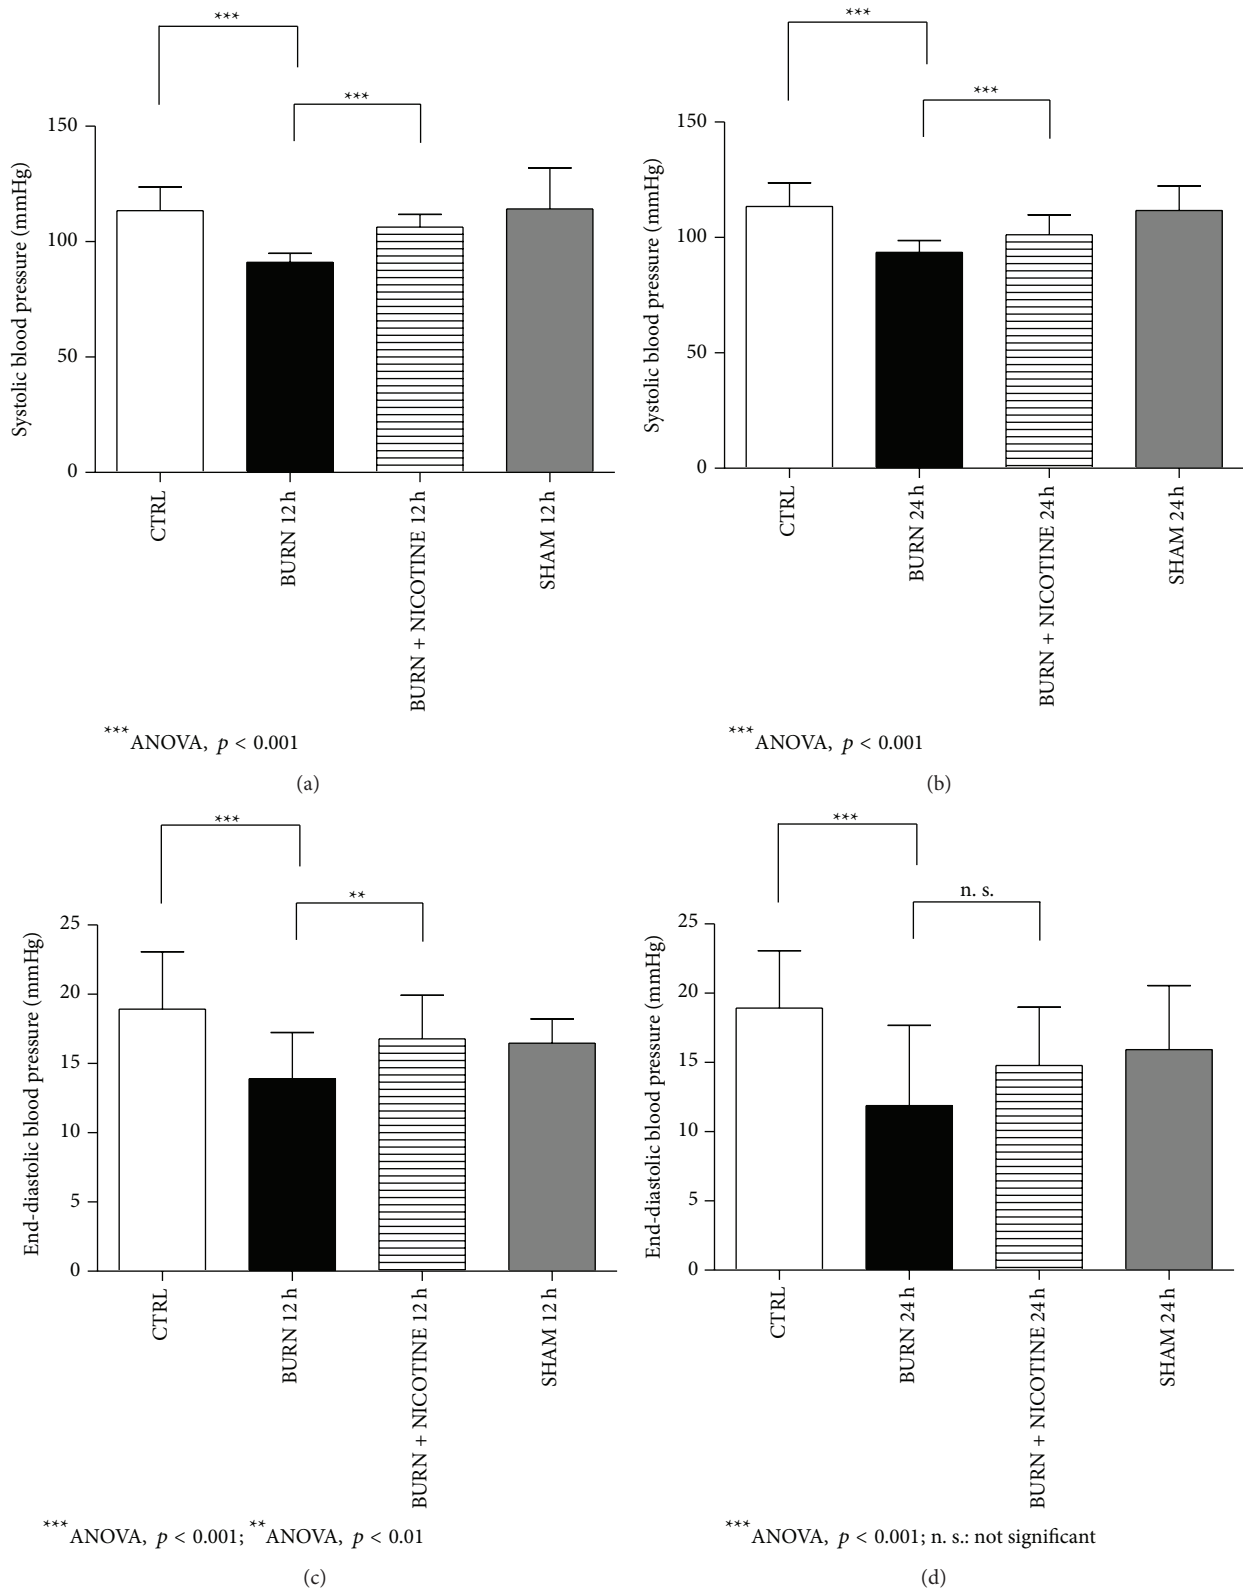 ***
***
Systolic blood pressure (mmHg)
150
100
50
0
CTRL
BURN 12 h
BURN + NICOTINE 12 h
SHAM 12 h
***ANOVA, p < 0.001
(a)
***
***
Systolic blood pressure (mmHg)
150
100
50
0
CTRL
BURN 24 h
BURN + NICOTINE 24 h
SHAM 24 h
***ANOVA, p < 0.001
(b)
***
**
End-diastolic blood pressure (mmHg)
25
20
15
10
5
0
CTRL
BURN 12 h
BURN + NICOTINE 12 h
SHAM 12 h
***ANOVA, p < 0.001; **ANOVA, p < 0.01
(c)
***
n. s.
End-diastolic blood pressure (mmHg)
25
20
15
10
5
0
CTRL
BURN 24 h
BURN + NICOTINE 24 h
SHAM 24 h
***ANOVA, p < 0.001; n. s.: not significant
(d)